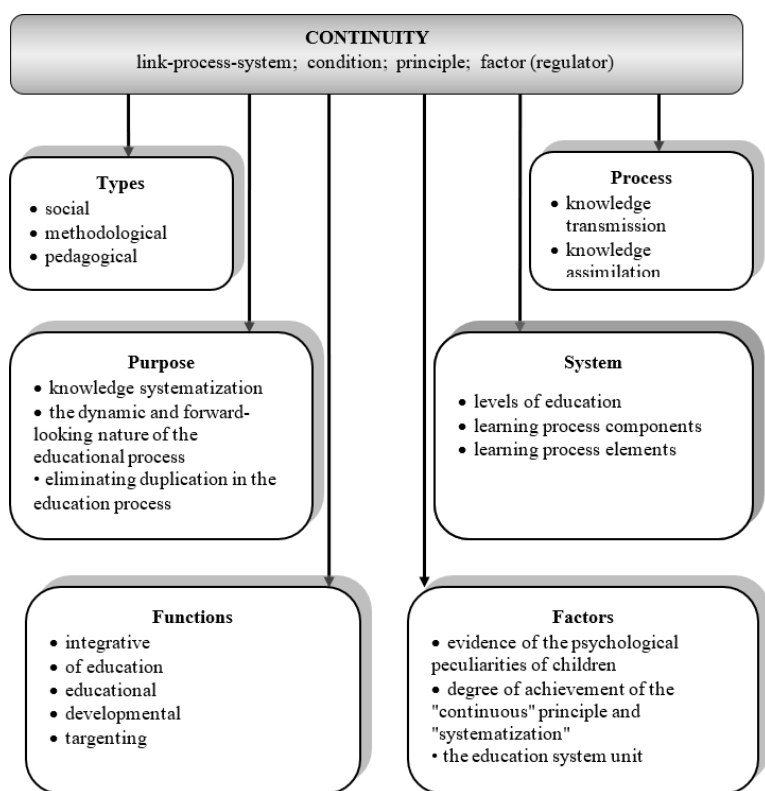 CONTINUITY
link-process-system; condition; principle; factor (regulator)
Types
• social
• methodological
• pedagogical
Process
• knowledge
transmission
• knowledge
assimilation
Purpose
• knowledge systematization
• the dynamic and forward-
looking nature of the
educational process
• eliminating duplication in the
education process
System
• levels of education
• learning process components
• learning process elements
Functions
• integrative
• of education
• educational
• developmental
• targenting
Factors
• evidence of the psychological
peculiarities of children
• degree of achievement of the
"continuous" principle and
"systematization"
• the education system unit